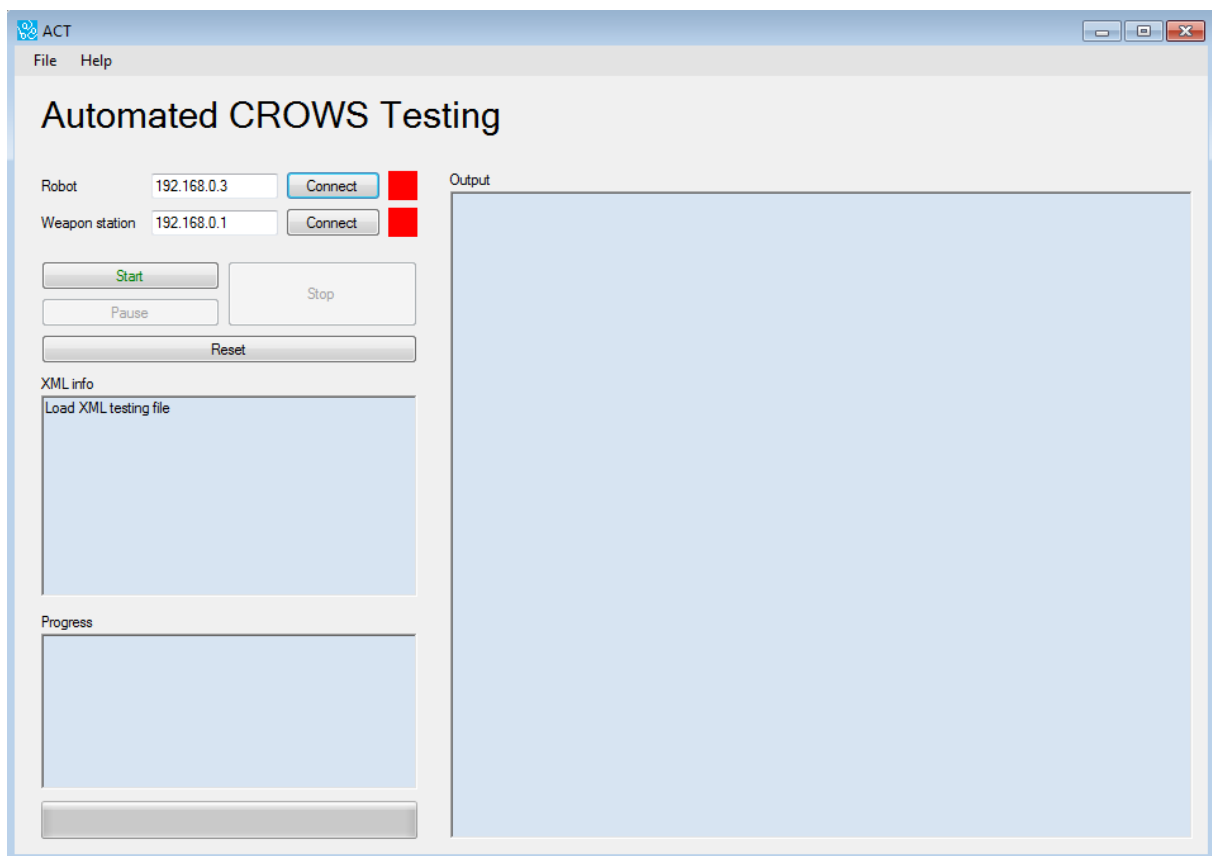 ACT
File Help
Automated CROWS Testing
Robot 192.168.0.3 Connect
Weapon station 192.168.0.1 Connect
Start
Stop
Pause
Reset
XML info
Load XML testing file
Progress
Output